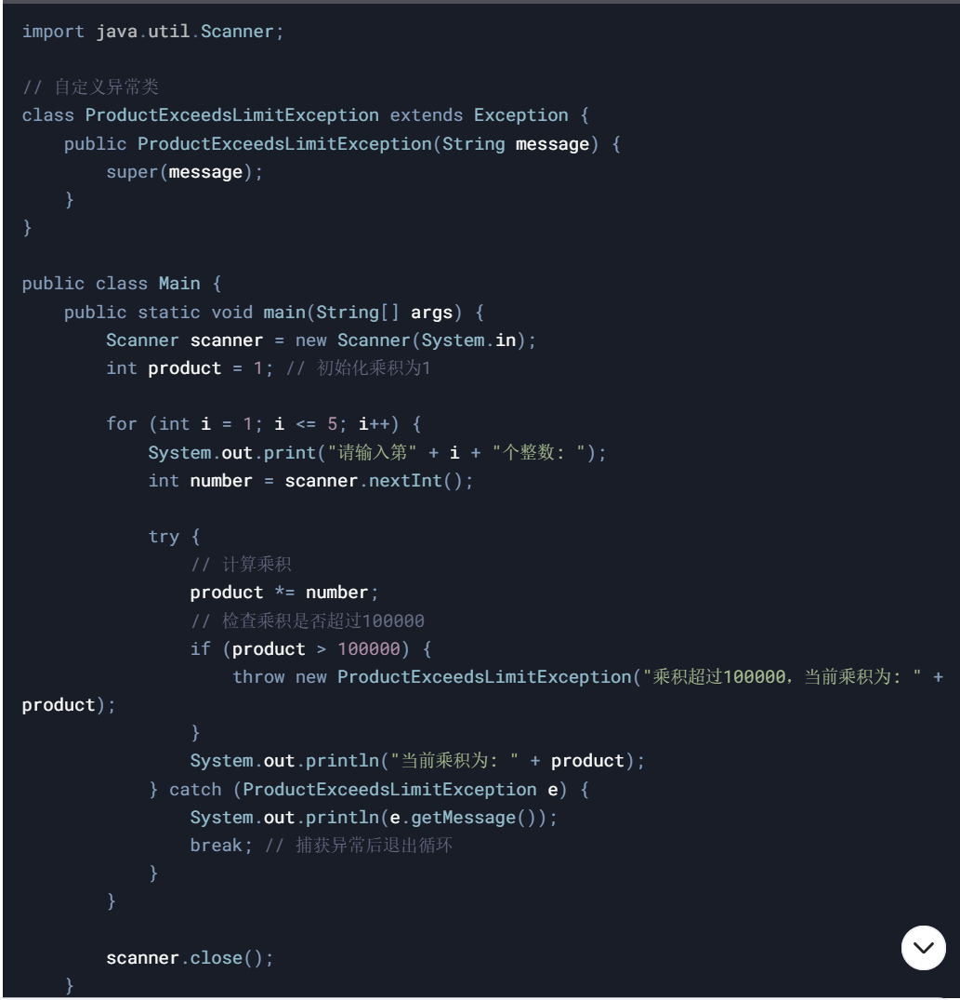 import java.util.Scanner;
// 自定义异常类
class ProductExceedsLimitException extends Exception {
    public ProductExceedsLimitException(String message) {
        super(message);
    }
}
public class Main {
    public static void main(String[] args) {
        Scanner scanner = new Scanner(System.in);
        int product = 1; // 初始化乘积为1
        for (int i = 1; i <= 5; i++) {
            System.out.print("请输入第" + i + "个整数: ");
            int number = scanner.nextInt();
            try {
                // 计算乘积
                product *= number;
                // 检查乘积是否超过100000
                if (product > 100000) {
                    throw new ProductExceedsLimitException("乘积超过100000，当前乘积为: " +
product);
                }
                System.out.println("当前乘积为: " + product);
            } catch (ProductExceedsLimitException e) {
                System.out.println(e.getMessage());
                break; // 捕获异常后退出循环
            }
        }
        scanner.close();
    }